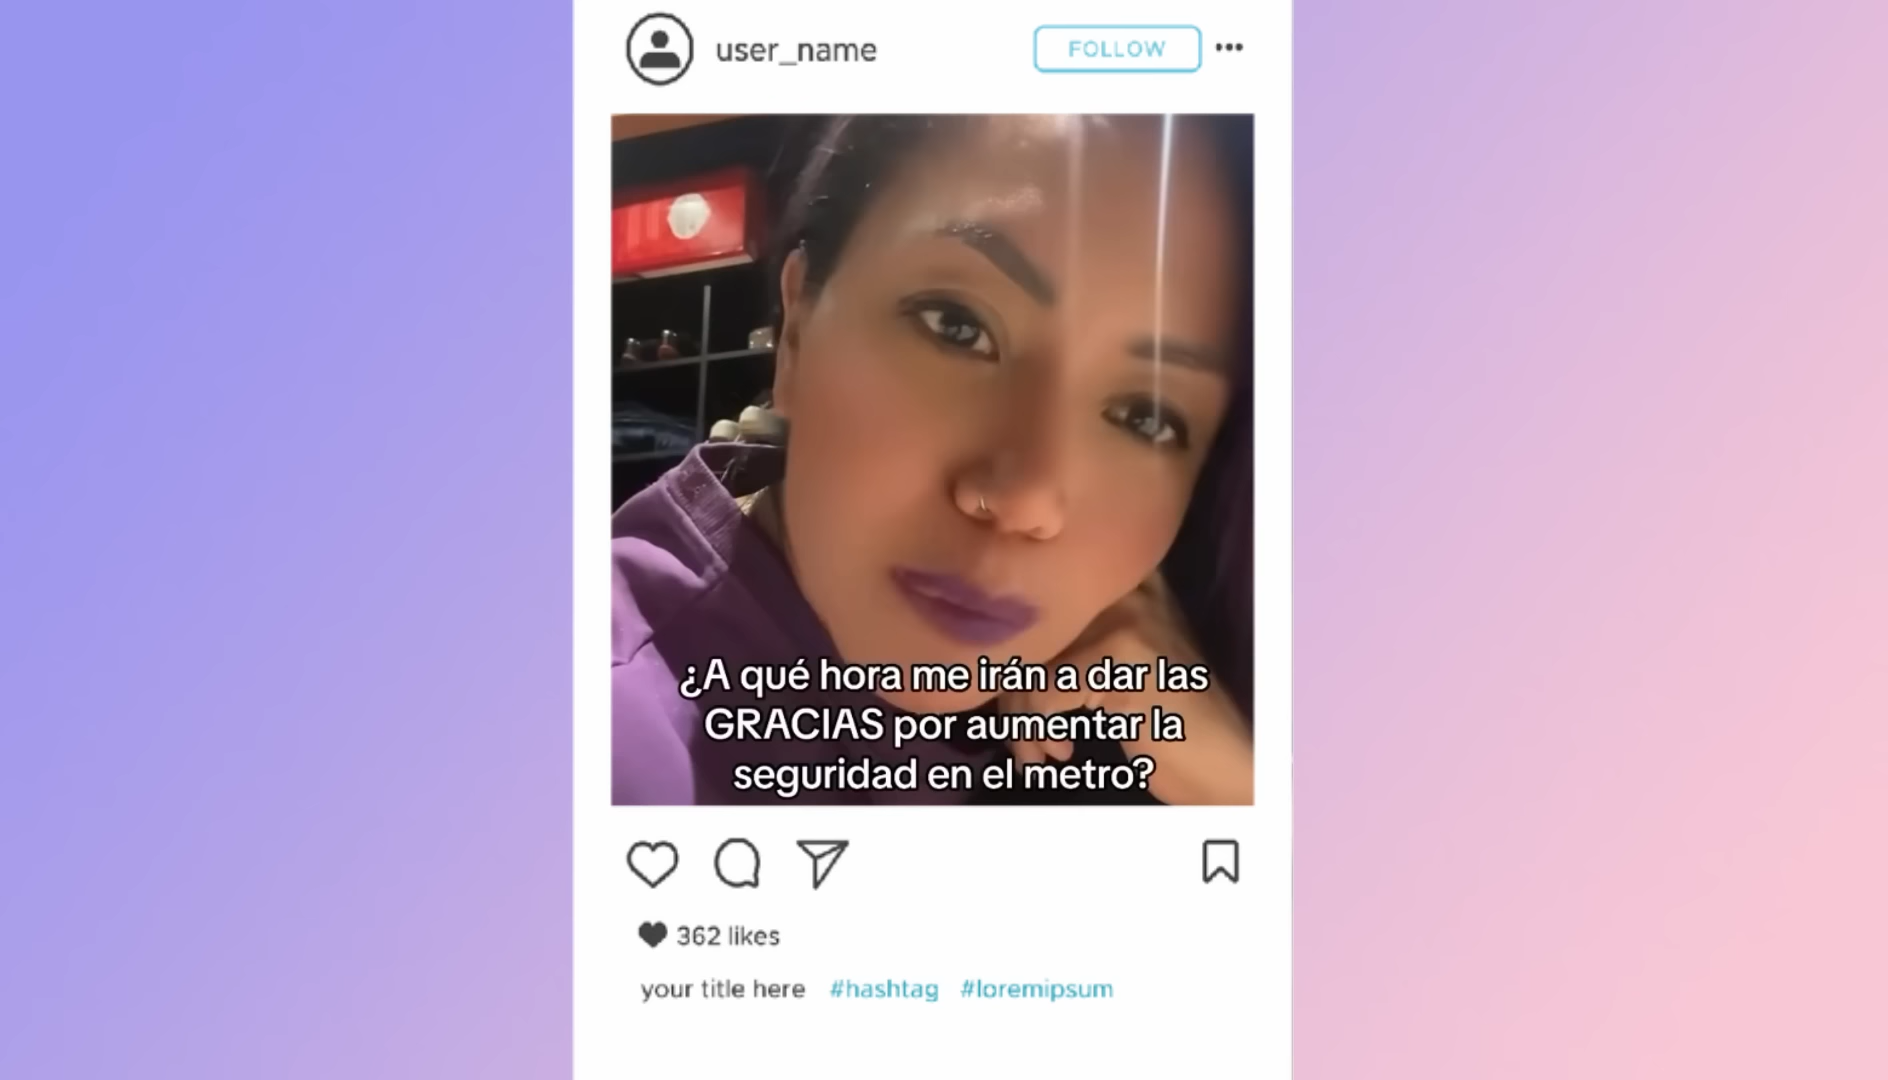 user_name
FOLLOW
¿A qué hora me irán a dar las
GRACIAS por aumentar la
seguridad en el metro?
362 likes
your title here #hashtag #loremipsum